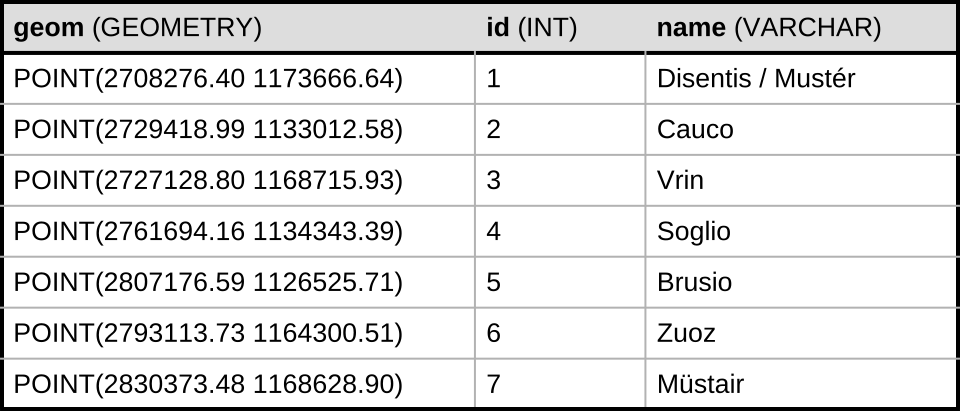 geom (GEOMETRY) id (INT) name (VARCHAR)
POINT(2708276.40 1173666.64) 1 Disentis / Mustér
POINT(2729418.99 1133012.58) 2 Cauco
POINT(2727128.80 1168715.93) 3 Vrin
POINT(2761694.16 1134343.39) 4 Soglio
POINT(2807176.59 1126525.71) 5 Brusio
POINT(2793113.73 1164300.51) 6 Zuoz
POINT(2830373.48 1168628.90) 7 Müstair